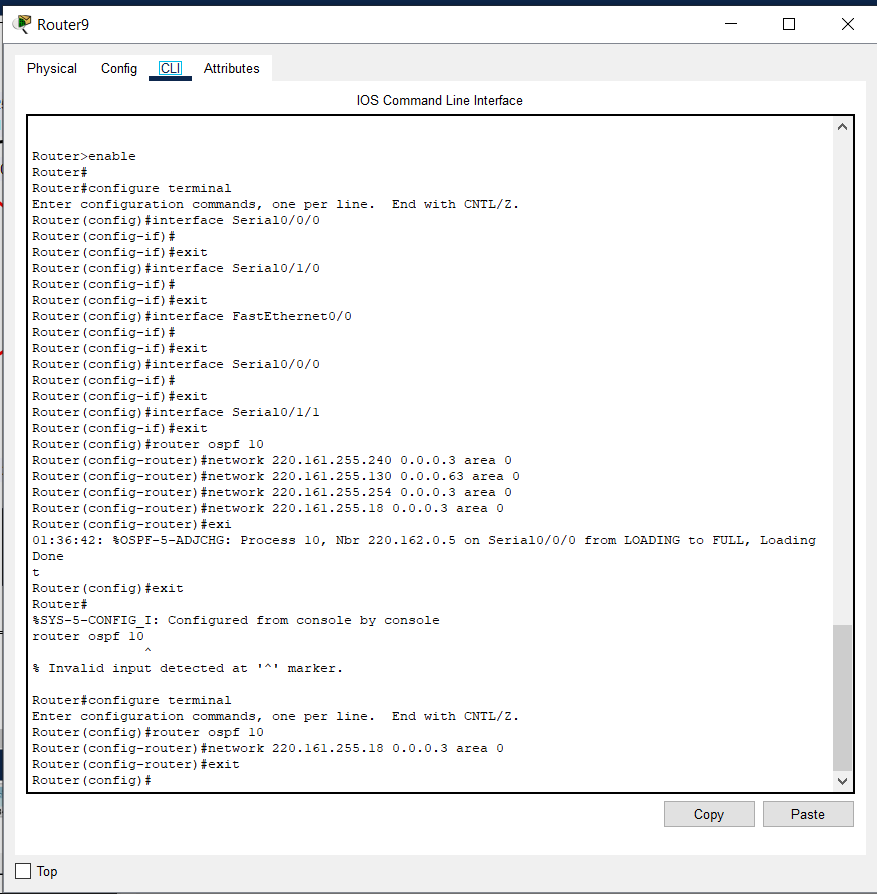 Router9
Physical Config CLI Attributes
IOS Command Line Interface
Router>enable
Router#
Router#configure terminal
Enter configuration commands, one per line.  End with CNTL/Z.
Router(config)#interface Serial0/0/0
Router(config-if)#
Router(config-if)#exit
Router(config)#interface Serial0/1/0
Router(config-if)#
Router(config-if)#exit
Router(config)#interface FastEthernet0/0
Router(config-if)#
Router(config-if)#exit
Router(config)#interface Serial0/0/0
Router(config-if)#
Router(config-if)#exit
Router(config)#interface Serial0/1/1
Router(config-if)#exit
Router(config)#router ospf 10
Router(config-router)#network 220.161.255.240 0.0.0.3 area 0
Router(config-router)#network 220.161.255.130 0.0.0.63 area 0
Router(config-router)#network 220.161.255.254 0.0.0.3 area 0
Router(config-router)#network 220.161.255.18 0.0.0.3 area 0
Router(config-router)#exi
01:36:42: %OSPF-5-ADJCHG: Process 10, Nbr 220.162.0.5 on Serial0/0/0 from LOADING to FULL, Loading
Done
t
Router(config)#exit
Router#
%SYS-5-CONFIG_I: Configured from console by console
router ospf 10
^
% Invalid input detected at '^' marker.
Router#configure terminal
Enter configuration commands, one per line.  End with CNTL/Z.
Router(config)#router ospf 10
Router(config-router)#network 220.161.255.18 0.0.0.3 area 0
Router(config-router)#exit
Router(config)#
Copy Paste
Top